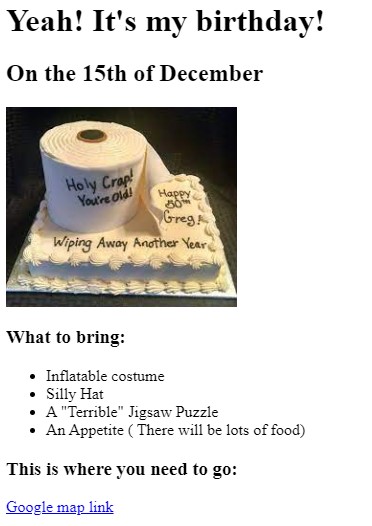 Yeah! It's my birthday!
On the 15th of December
Holy Crap!
You're Old!
Happy
50th
Greg!
Wiping Away Another Year
What to bring:
Inflatable costume
Silly Hat
A "Terrible" Jigsaw Puzzle
An Appetite ( There will be lots of food)
This is where you need to go:
Google map link